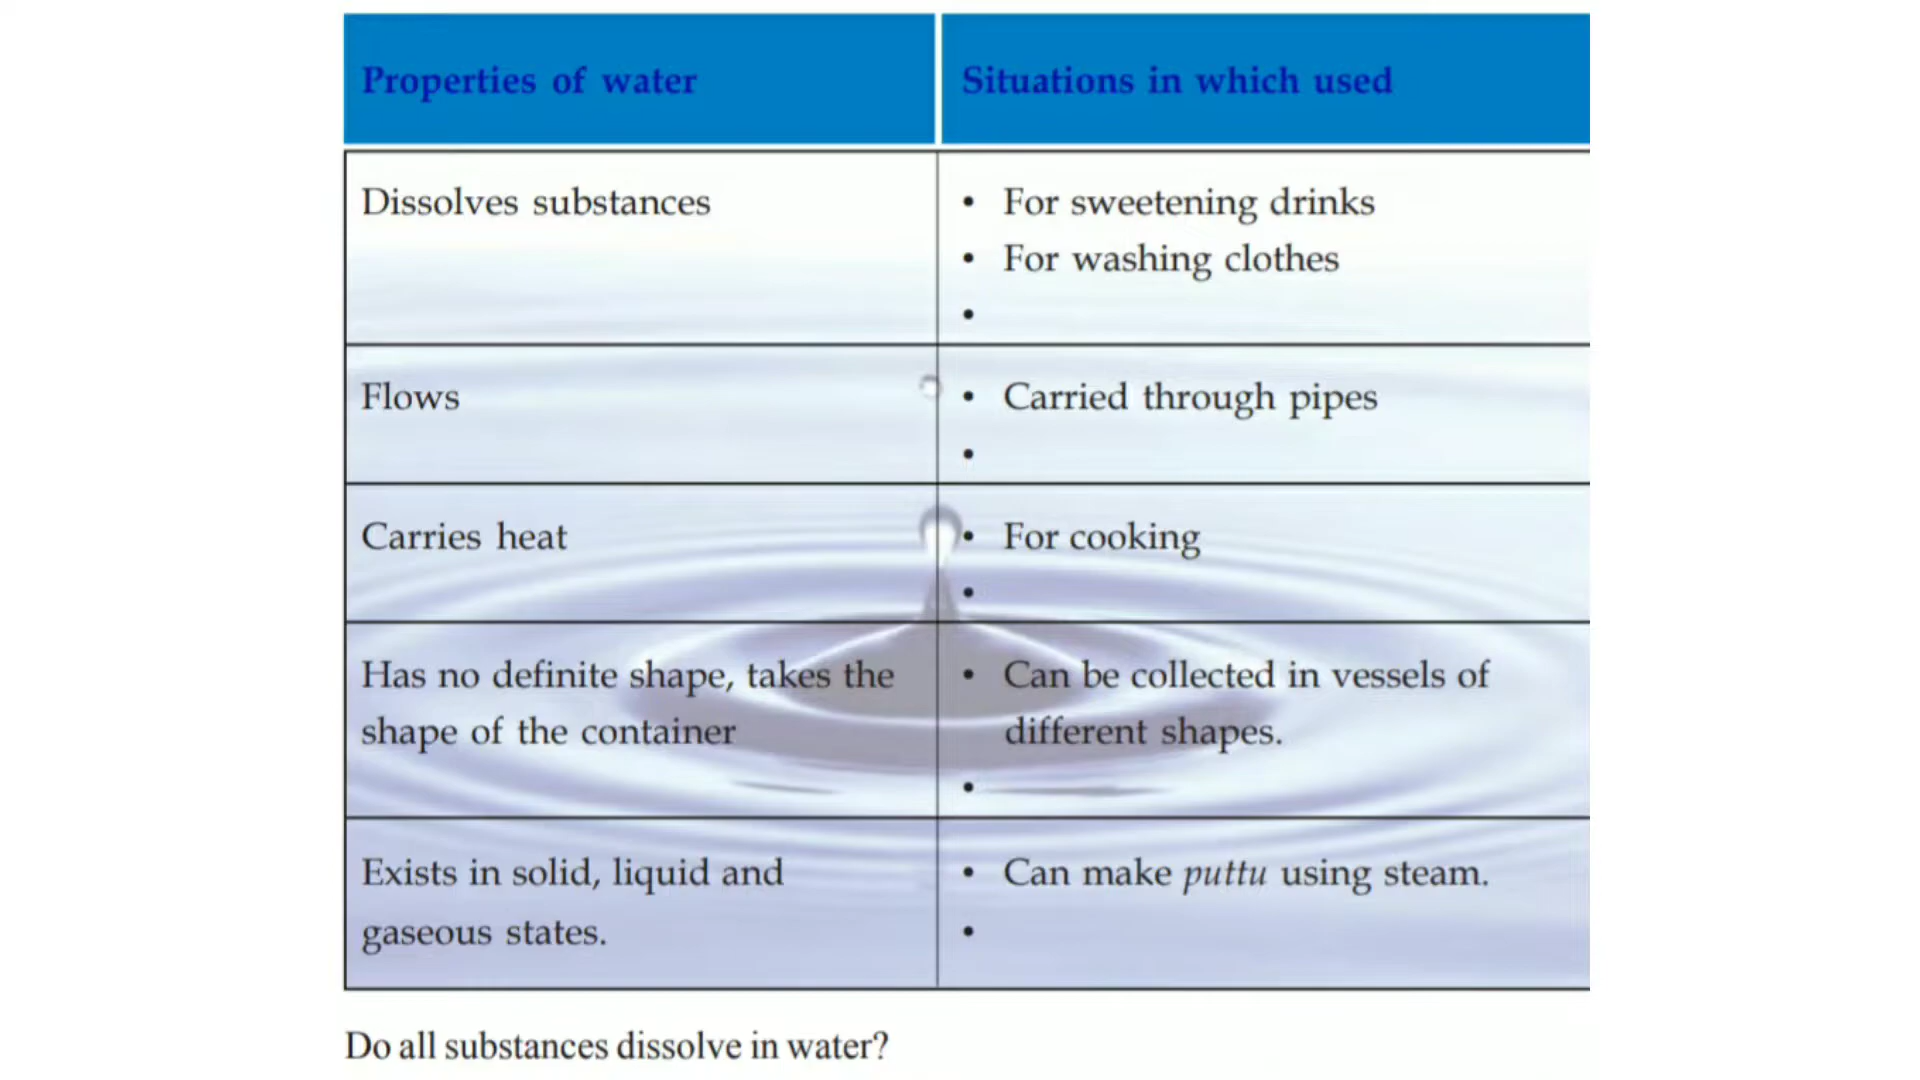 Properties of water
Situations in which used
Dissolves substances
• For sweetening drinks
• For washing clothes
•
Flows
• Carried through pipes
•
Carries heat
• For cooking
•
Has no definite shape, takes the
shape of the container
• Can be collected in vessels of
different shapes.
•
Exists in solid, liquid and
gaseous states.
• Can make puttu using steam.
•
Do all substances dissolve in water?